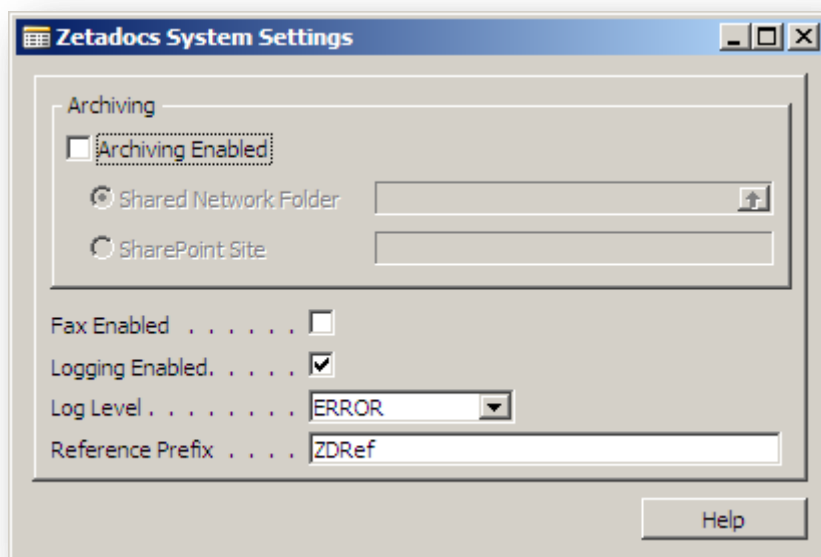 Zetadocs System Settings
Archiving
Archiving Enabled
Shared Network Folder
SharePoint Site
Fax Enabled . . . . . .
Logging Enabled. . . . .
Log Level . . . . . . . . ERROR
Reference Prefix . . . . ZDRef
Help